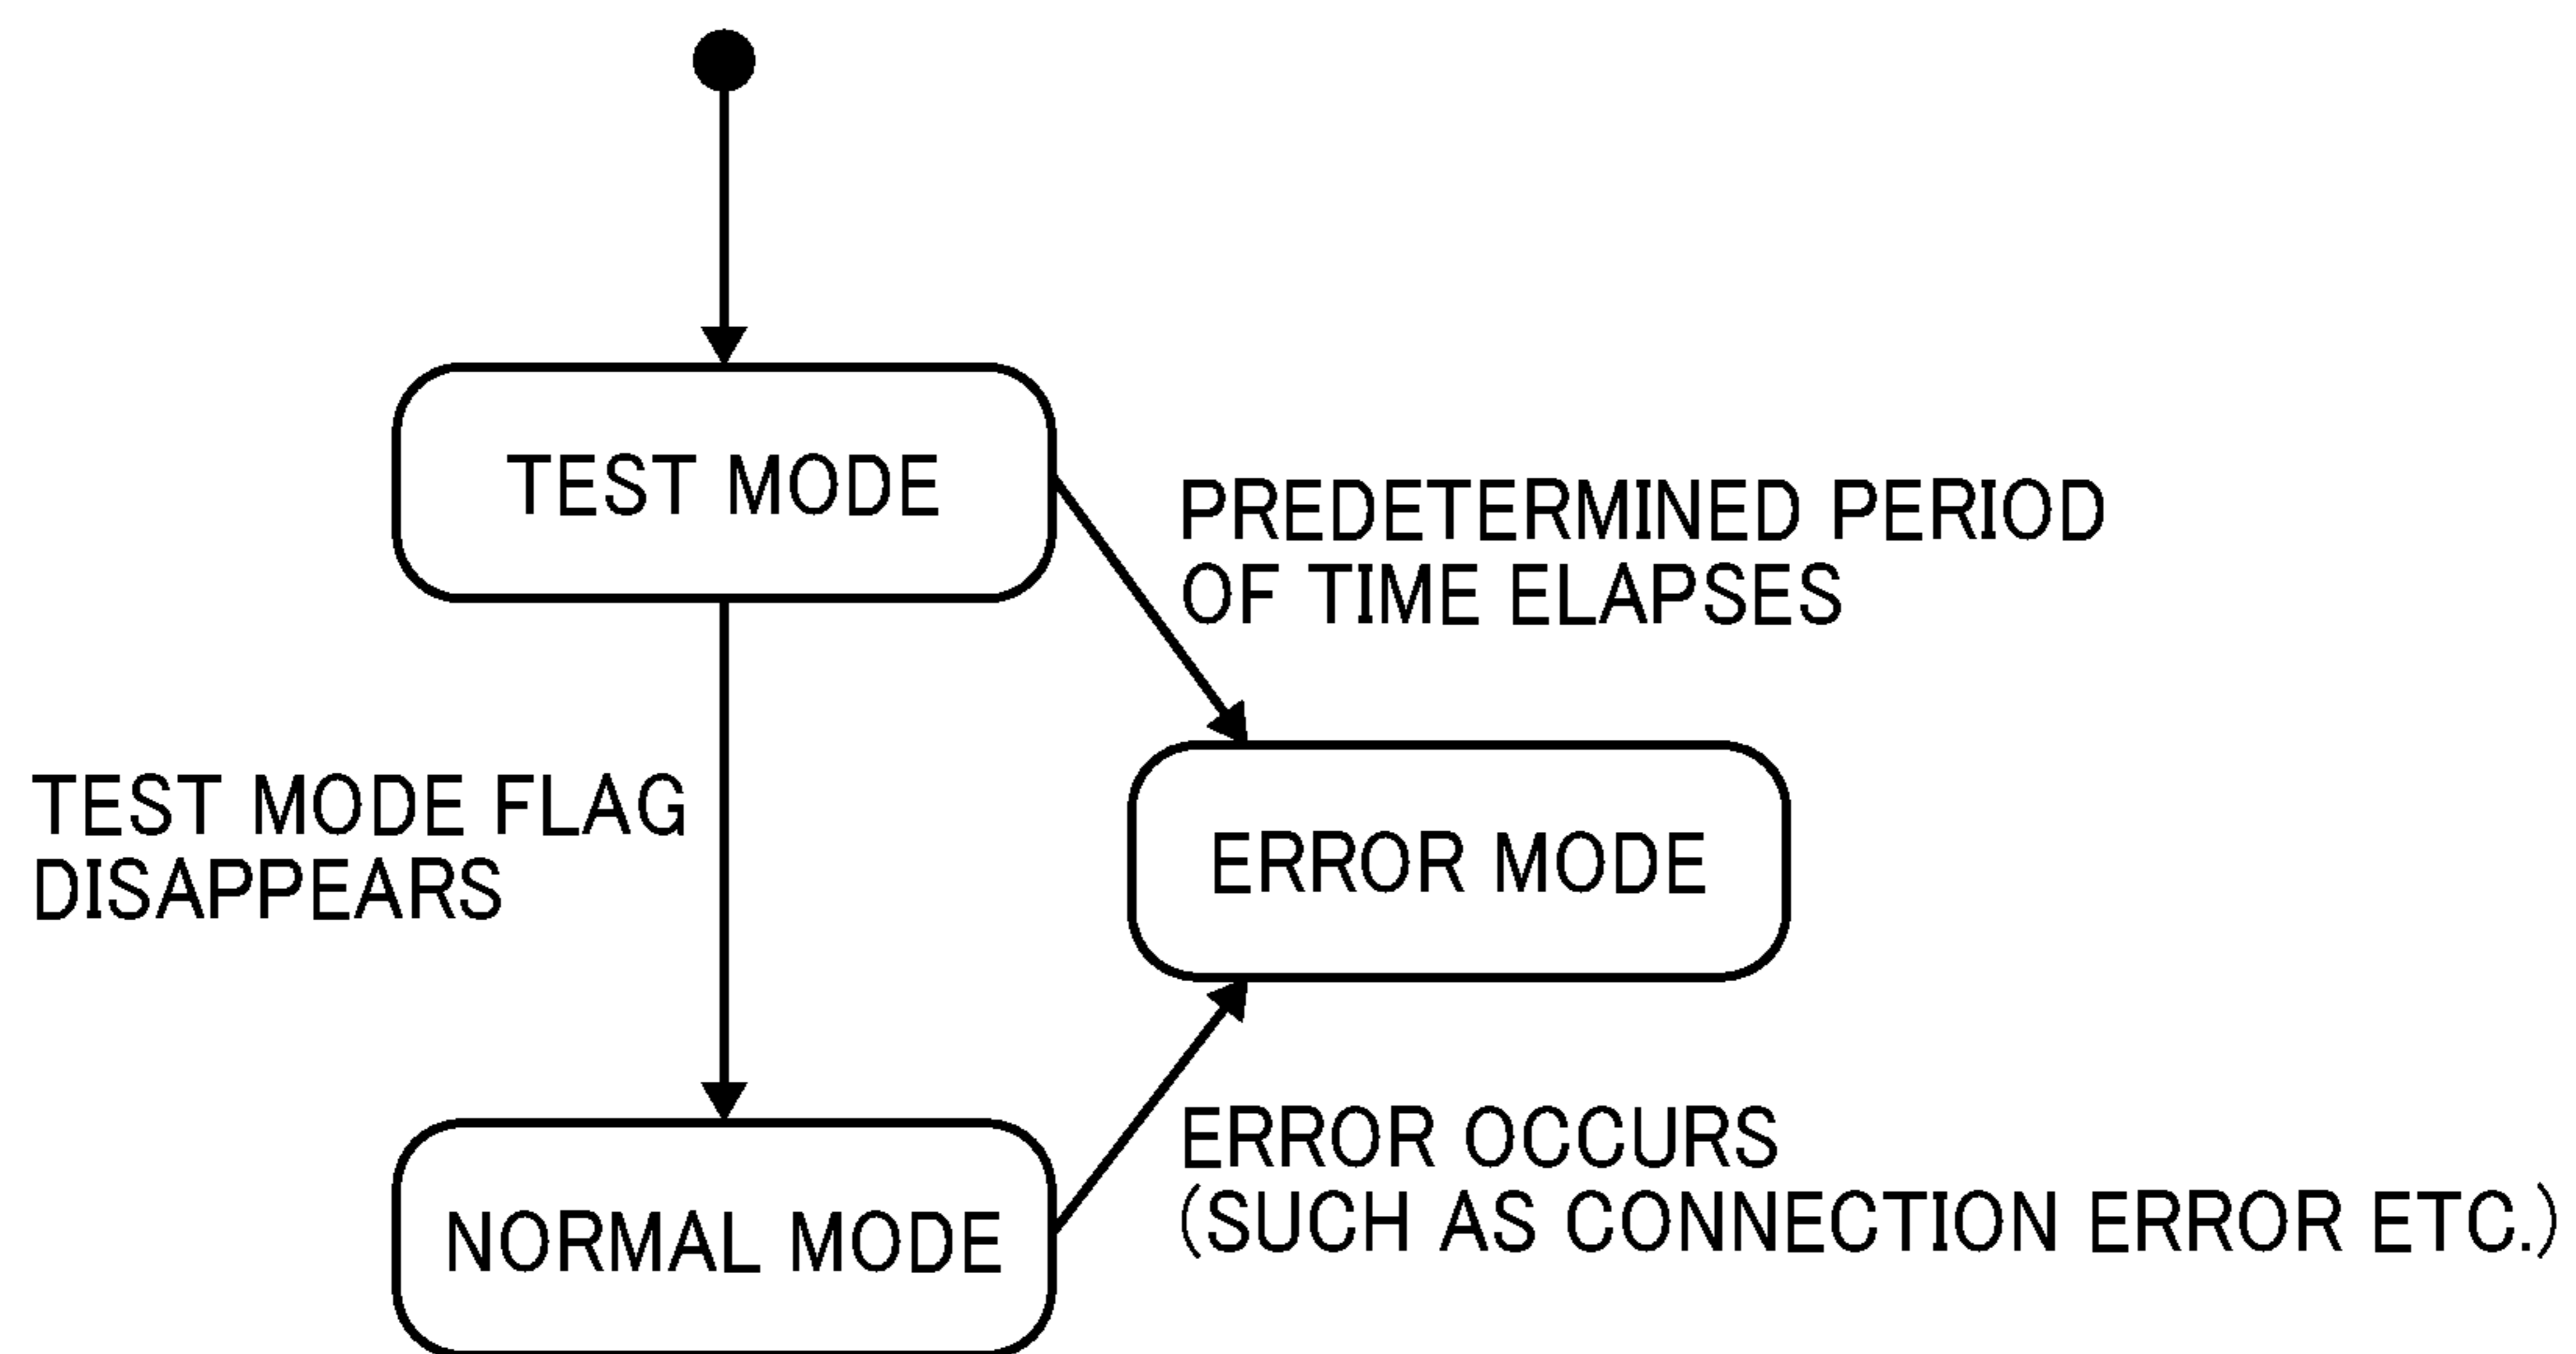 TEST MODE
PREDETERMINED PERIOD
OF TIME ELAPSES
TEST MODE FLAG
DISAPPEARS
ERROR MODE
ERROR OCCURS
(SUCH AS CONNECTION ERROR ETC.)
NORMAL MODE